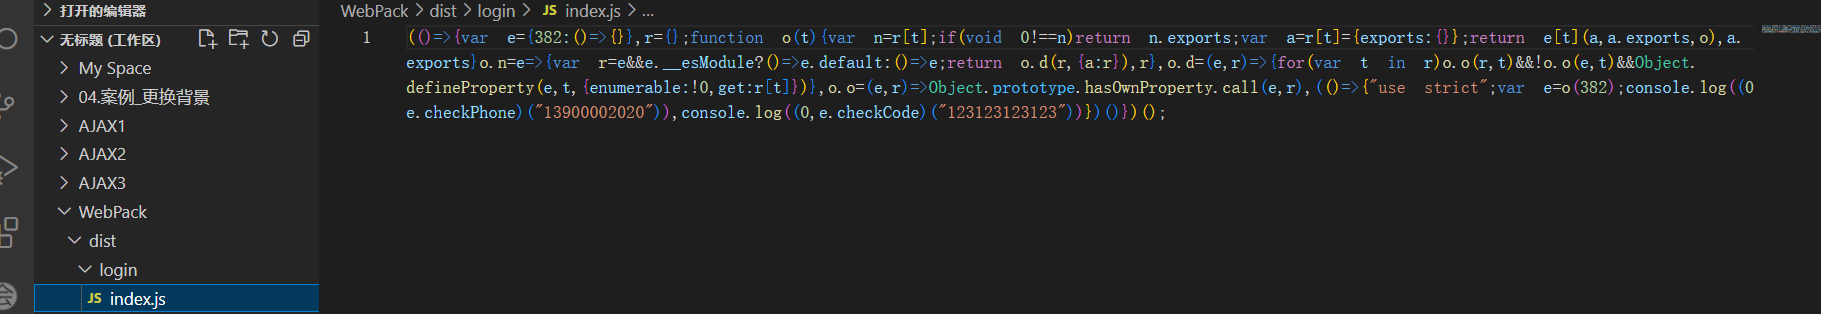 打开的编辑器
无标题 (工作区)
My Space
04.案例_更换背景
AJAX1
AJAX2
AJAX3
WebPack
dist
login
JS index.js
WebPack > dist > login > JS index.js > ...
1 (()=>{var e={382:()=>{}},r={};function o(t){var n=r[t];if(void 0!==n)return n.exports;var a=r[t]={exports:{}};return e[t](a,a.exports,o),a.
exports}o.n=e=>{var r=e&&e.__esModule?()=>e.default:()=>e;return o.d(r,{a:r}),r},o.d=(e,r)=>{for(var t in r)o.o(r,t)&&!o.o(e,t)&&Object.
defineProperty(e,t,{enumerable:!0,get:r[t]})},o.o=(e,r)=>Object.prototype.hasOwnProperty.call(e,r),(()=>{"use strict";var e=o(382);console.log((0
e.checkPhone)("13900002020")),console.log((0,e.checkCode)("123123123123"))})()})();